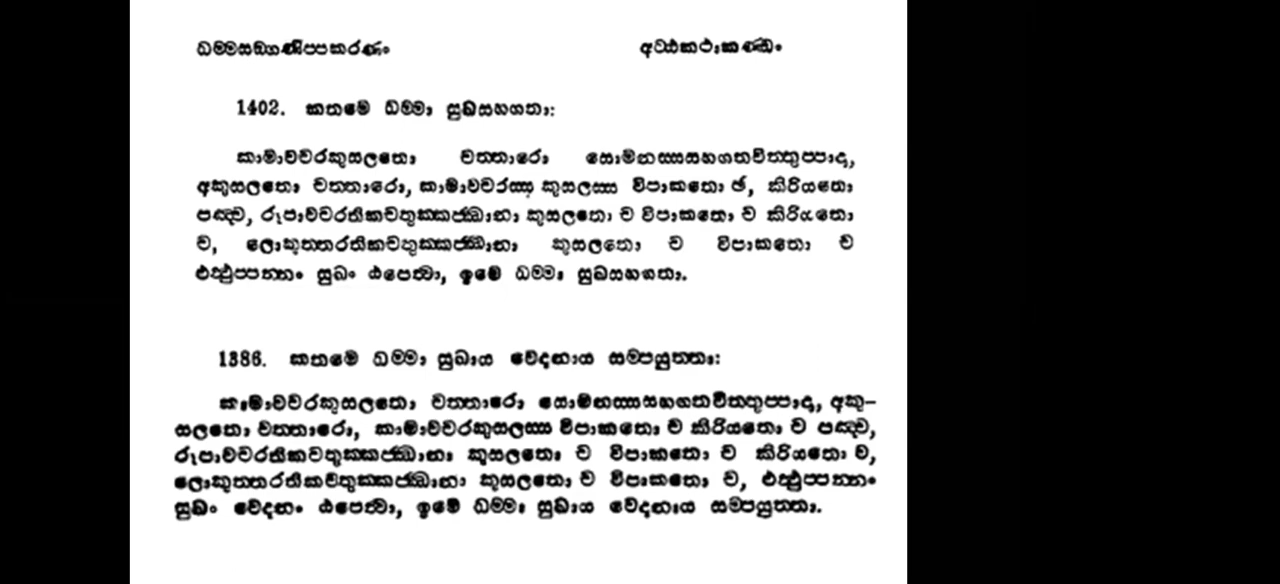 ධම්මසඞ්ගණිප්පකරණං අට්ඨකථාකණ්ඩං
1402. කතමෙ ධම්මා සුඛසහගතා:
කාමාවචරකුසලතො චත්තාරො සොමනස්සසහගතචිත්තුප්පාදා,
අකුසලතො චත්තාරො, කාමාවචරස්ස කුසලස්ස විපාකතො ඡ, කිරියතො
පඤ්ච, රූපාවචරතිකචතුක්කජ්ඣානා කුසලතො ච විපාකතො ච කිරියතො
ච, ලොකුත්තරතිකචතුක්කජ්ඣානා කුසලතො ච විපාකතො ච
එත්ථුප්පන්නං සුඛං ඨපෙත්වා, ඉමෙ ධම්මා සුඛසහගතා.
1386. කතමෙ ධම්මා සුඛාය වේදනාය සම්පයුත්තා:
කාමාවචරකුසලතො චත්තාරො සොමනස්සසහගතචිත්තුප්පාදා, අකු-
සලතො චත්තාරො, කාමාවචරකුසලස්ස විපාකතො ච කිරියතො ච පඤ්ච,
රූපාවචරතිකචතුක්කජ්ඣානා කුසලතො ච විපාකතො ච කිරියතො ච,
ලොකුත්තරතිකචතුක්කජ්ඣානා කුසලතො ච විපාකතො ච, එත්ථුප්පන්නං
සුඛං වේදනං ඨපෙත්වා, ඉමෙ ධම්මා සුඛාය වේදනාය සම්පයුත්තා.